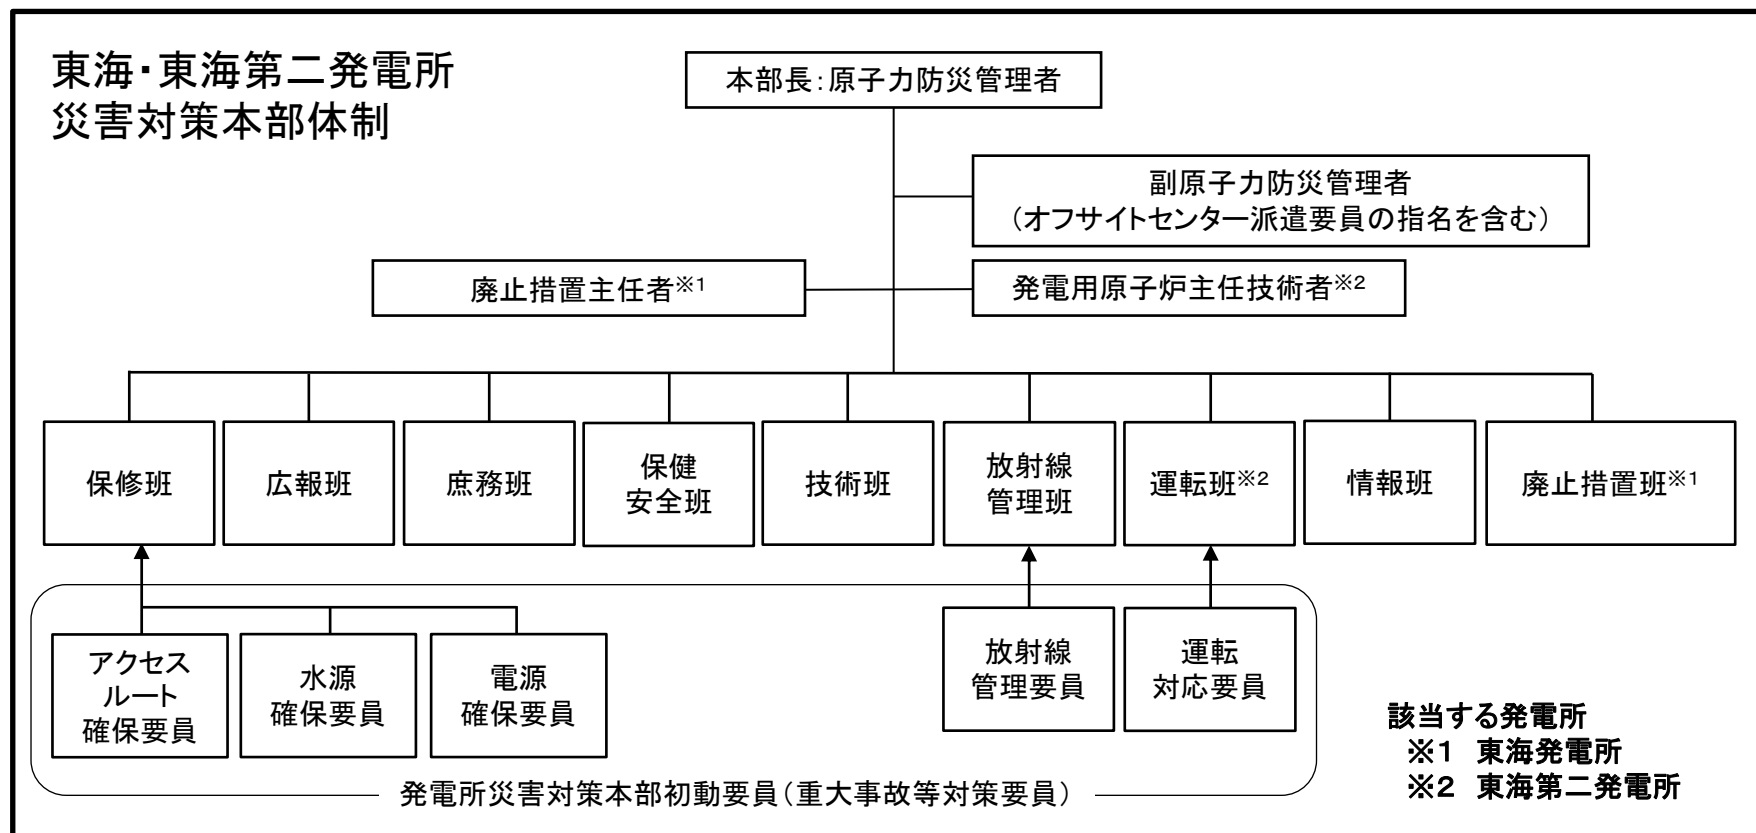 東海・東海第二発電所
災害対策本部体制
本部長：原子力防災管理者
副原子力防災管理者
（オフサイトセンター派遣要員の指名を含む）
廃止措置主任者※1
発電用原子炉主任技術者※2
保修班
広報班
庶務班
保健
安全班
技術班
放射線
管理班
運転班※2
情報班
廃止措置班※1
アクセス
ルート
確保要員
水源
確保要員
電源
確保要員
放射線
管理要員
運転
対応要員
発電所災害対策本部初動要員（重大事故等対策要員）
該当する発電所
※1　東海発電所
※2　東海第二発電所